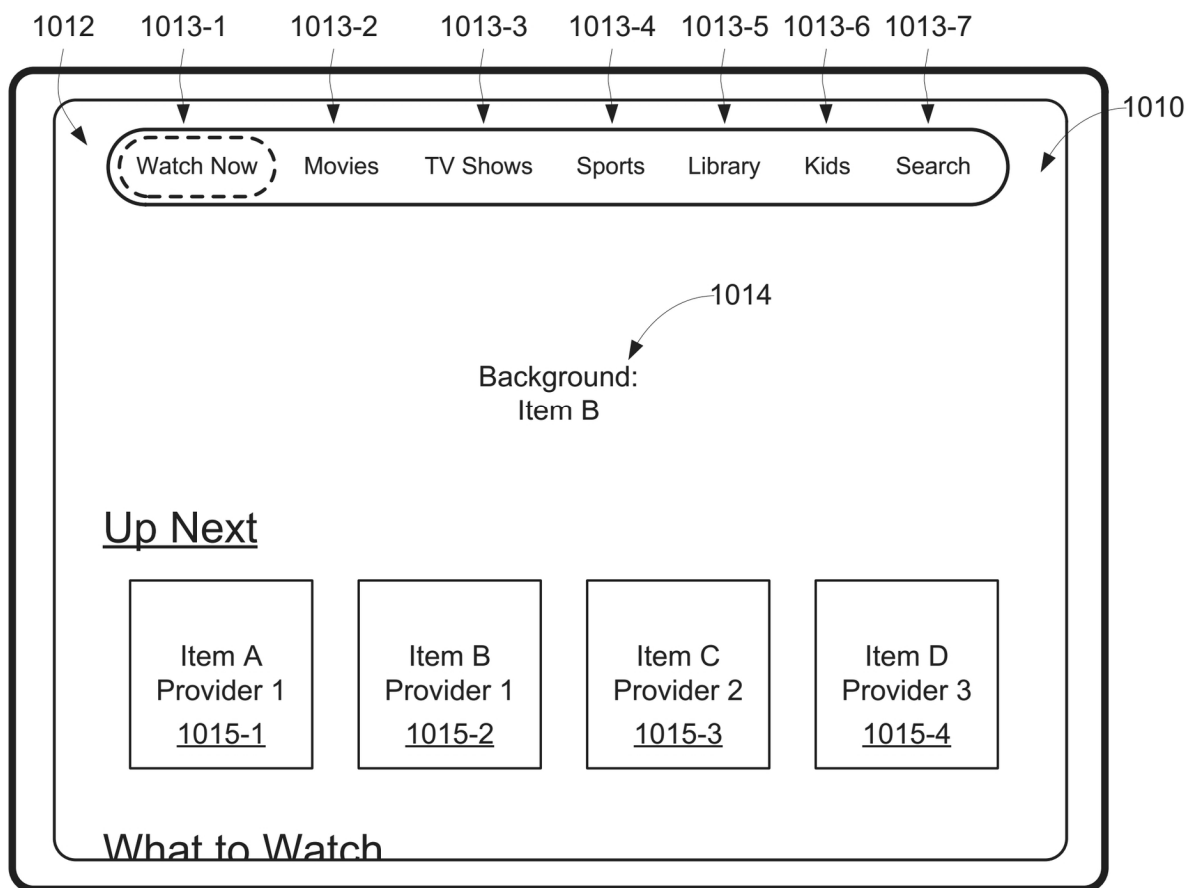 1012 1013-1 1013-2 1013-3 1013-4 1013-5 1013-6 1013-7
1010
Watch Now Movies TV Shows Sports Library Kids Search
1014
Background:
Item B
Up Next
Item A Item B Item C Item D
Provider 1 Provider 1 Provider 2 Provider 3
1015-1 1015-2 1015-3 1015-4
What to Watch